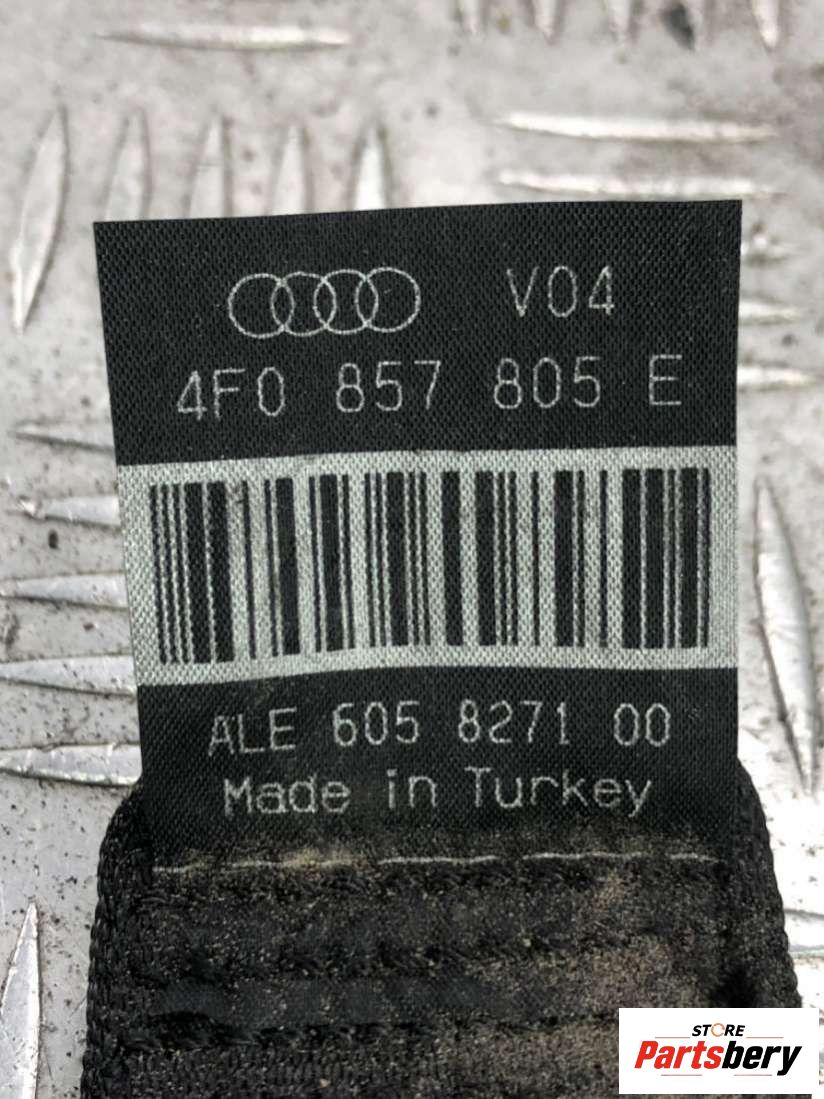 V04
4F0 857 805 E
ALE 605 8271 00
Made in Turkey
STORE
Partsbery